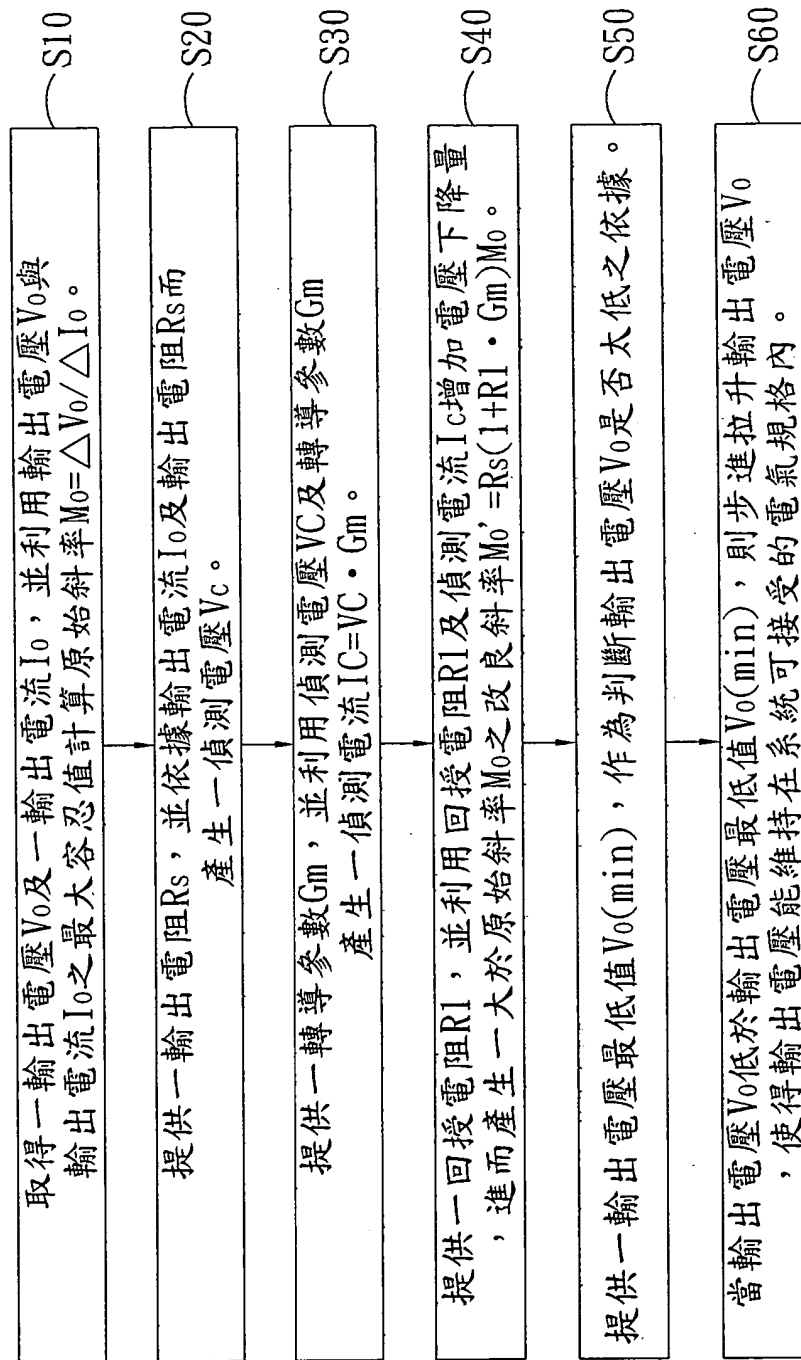 取得一輸出電壓Vo及一輸出電流Io，並利用輸出電壓Vo與
輸出電流Io之最大容忍值計算原始斜率Mo=△Vo/△Io。
S10
提供一輸出電阻Rs，並依據輸出電流Io及輸出電阻Rs而
產生一偵測電壓Vc。
S20
提供一轉導參數Gm，並利用偵測電壓VC及轉導參數Gm
產生一偵測電流IC=VC·Gm。
S30
提供一回授電阻R1，並利用回授電阻R1及偵測電流Ic增加電壓下降量
，進而產生一大於原始斜率Mo之改良斜率Mo'=Rs(1+R1·Gm)Mo。
S40
提供一輸出電壓最低值Vo(min)，作為判斷輸出電壓Vo是否太低之依據。
S50
當輸出電壓Vo低於輸出電壓最低值Vo(min)，則步進拉升輸出電壓Vo
，使得輸出電壓能維持在系統可接受的電氣規格內。
S60